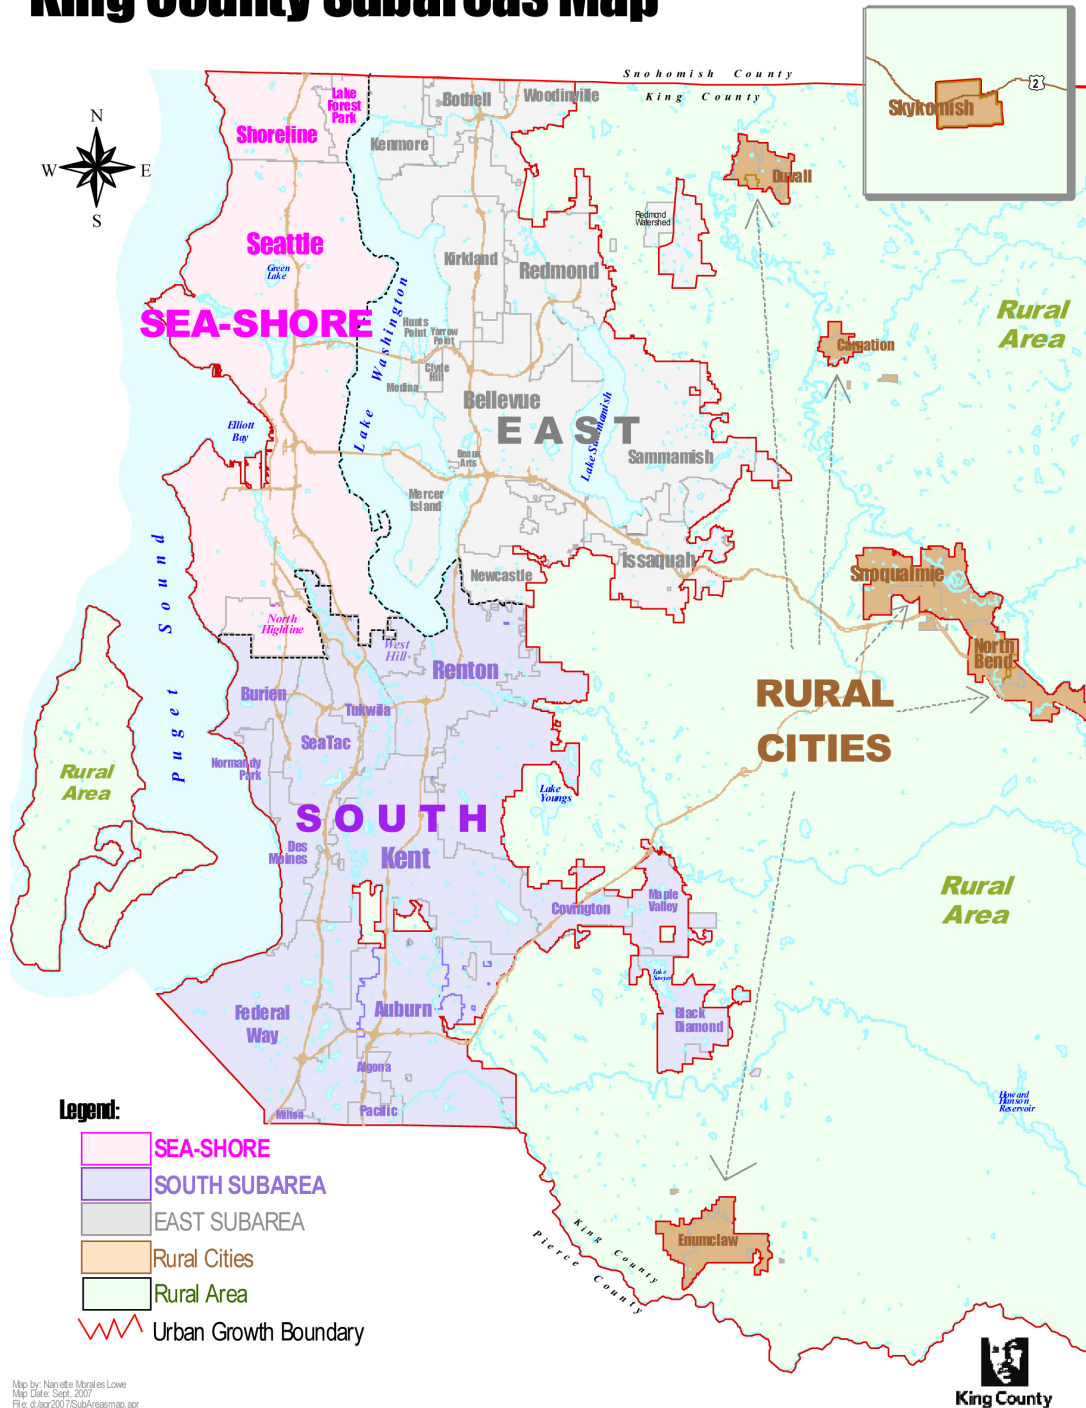 King County Subareas Map
Snohomish County
King County
2
Skykomish
N
W
E
S
Lake
Forest
Park
Shoreline
Bothell
Woodinville
Kenmore
Duvall
Redmond
Watershed
Seattle
Green
Lake
Kirkland
Redmond
Rural
Area
SEA-SHORE
Lake Washington
Hunts
Point
Yarrow
Point
Carnation
Clyde
Hill
Medina
Bellevue
EAST
Elliott
Bay
Lake Sammamish
Beaux
Arts
Sammamish
Mercer
Island
Puget Sound
Issaquah
Newcastle
Snoqualmie
North
Highline
West
Hill
North
Bend
Renton
RURAL
CITIES
Burien
Tukwila
SeaTac
Normandy
Park
Rural
Area
Lake
Youngs
SOUTH
Des
Moines
Kent
Maple
Valley
Covington
Rural
Area
Lake
Sawyer
Federal
Way
Auburn
Black
Diamond
Algona
Pacific
Milton
Howard
Hanson
Reservoir
Enumclaw
King County
Pierce County
Legend:
SEA-SHORE
SOUTH SUBAREA
EAST SUBAREA
Rural Cities
Rural Area
Urban Growth Boundary
Map by: Nanette Morales Lowe
Map Date: Sept, 2007
File: d:/agr2007/SubAreasmap.apr
King County